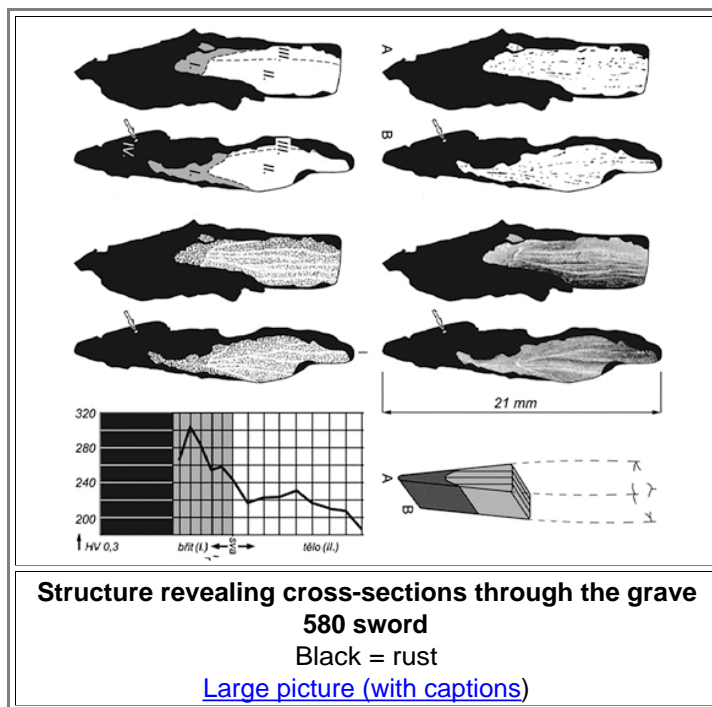 A
I
II.
III
B
IV.
I
II.
III
21 mm
320
280
240
200
HV 0,3
břit (I.)
sva
tělo (II.)
A
B
Structure revealing cross-sections through the grave
580 sword
Black = rust
Large picture (with captions)